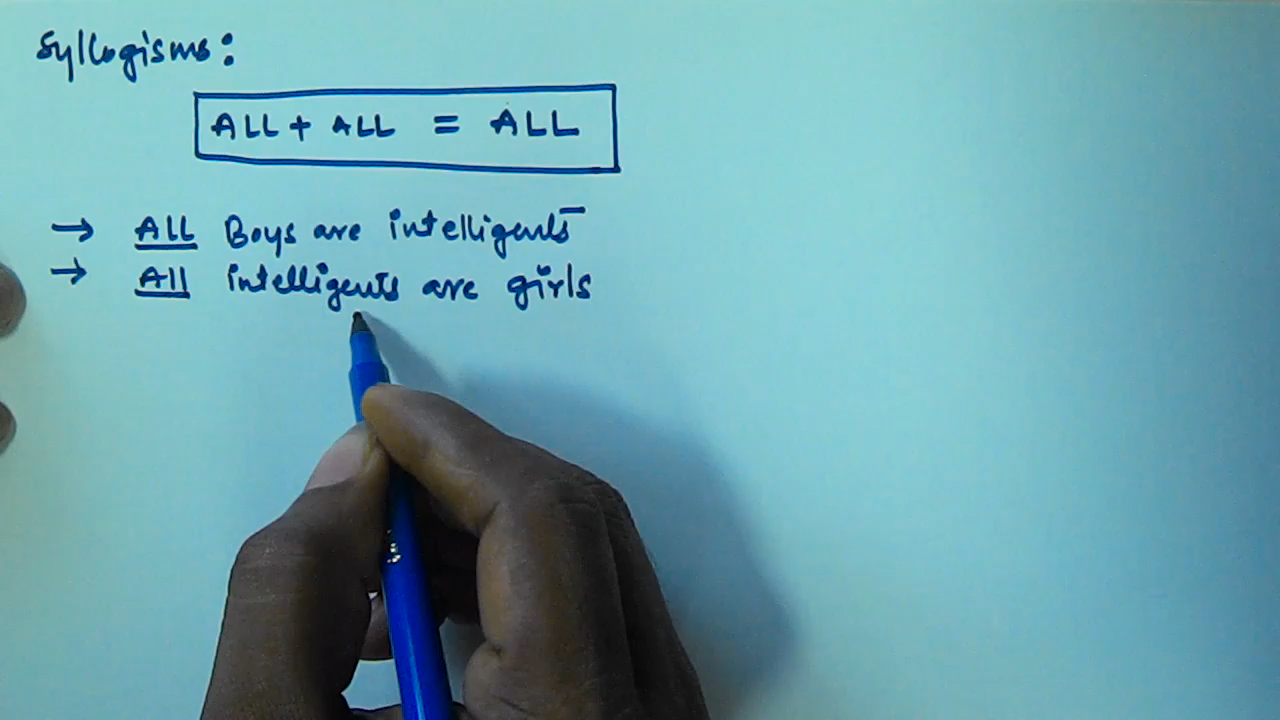 Syllogisms:
ALL + ALL = ALL
→ ALL Boys are intelligents
→ All intelligents are girls